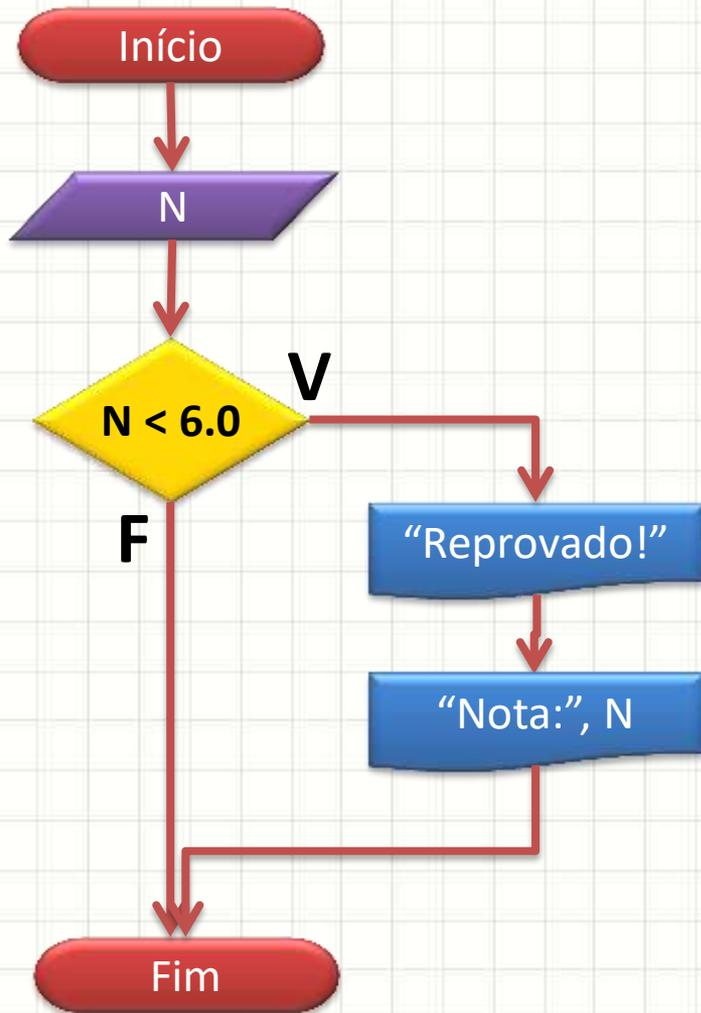 Início
N
N < 6.0
V
F
“Reprovado!”
“Nota:”, N
Fim